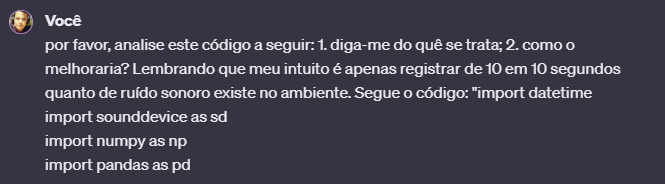 Você
por favor, analise este código a seguir: 1. diga-me do quê se trata; 2. como o
melhoraria? Lembrando que meu intuito é apenas registrar de 10 em 10 segundos
quanto de ruído sonoro existe no ambiente. Segue o código: "import datetime
import sounddevice as sd
import numpy as np
import pandas as pd